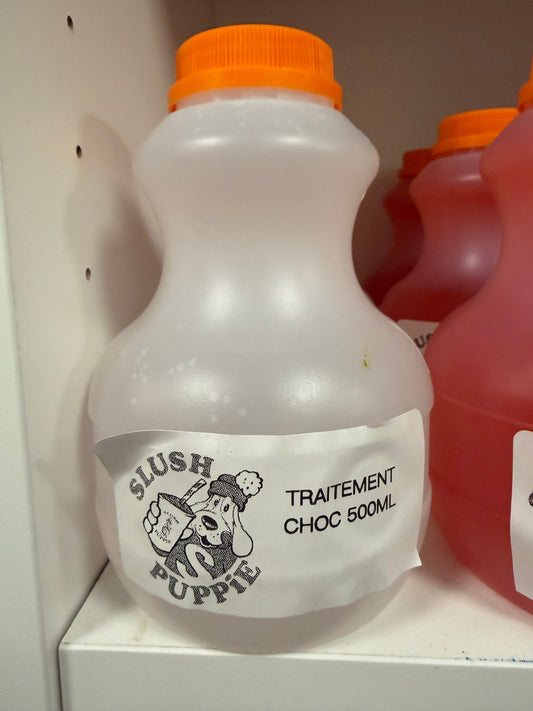 SLUSH
PUPPiE
TRAITEMENT
CHOC 500ML